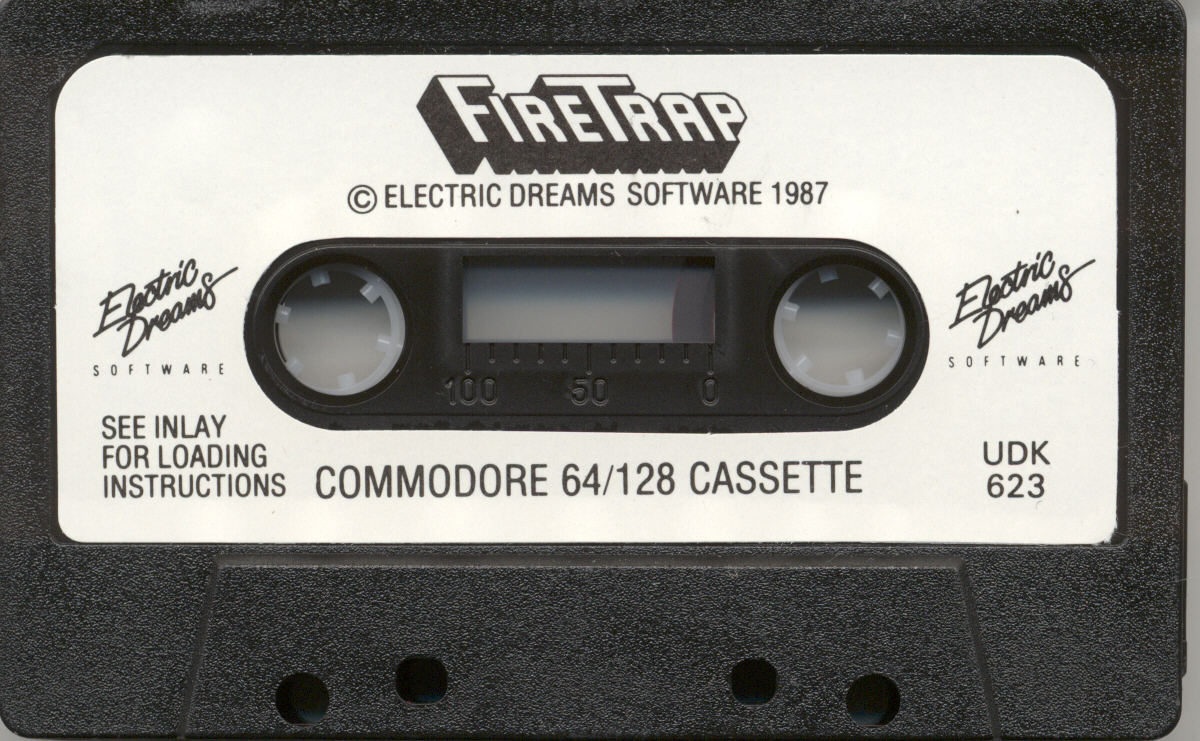 FIRETRAP
© ELECTRIC DREAMS SOFTWARE 1987
Electric
Dreams
SOFTWARE
Electric
Dreams
SOFTWARE
100 50 0
SEE INLAY
FOR LOADING
INSTRUCTIONS
COMMODORE 64/128 CASSETTE
UDK
623